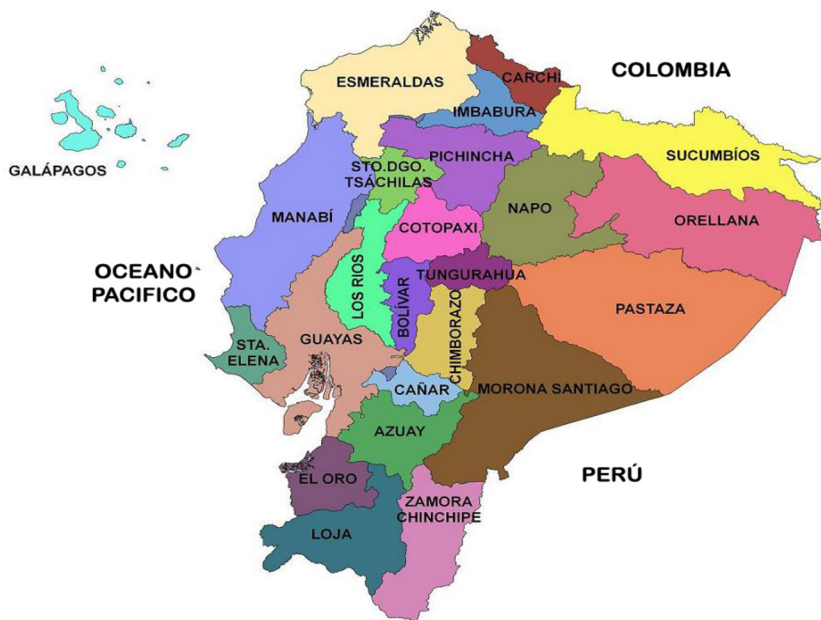 ESMERALDAS
CARCHI
COLOMBIA
IMBABURA
GALÁPAGOS
STO.DGO.
TSÁCHILAS
PICHINCHA
SUCUMBÍOS
MANABÍ
COTOPAXI
NAPO
ORELLANA
OCEANO
PACIFICO
LOS RIOS
BOLÍVAR
TUNGURAHUA
CHIMBORAZO
PASTAZA
STA.
ELENA
GUAYAS
CAÑAR
MORONA SANTIAGO
AZUAY
PERÚ
EL ORO
ZAMORA
CHINCHIPE
LOJA